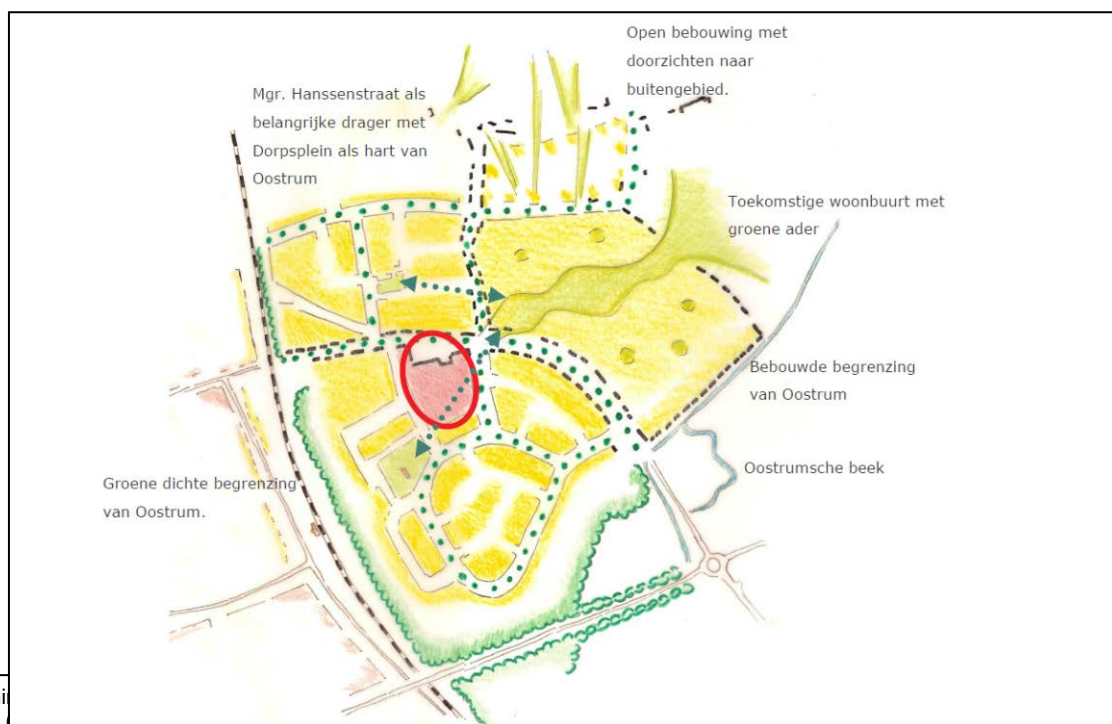 Open bebouwing met
doorzichten naar
buitengebied.
Mgr. Hanssenstraat als
belangrijke drager met
Dorpsplein als hart van
Oostrum
Toekomstige woonbuurt met
groene ader
Bebouwde begrenzing
van Oostrum
Oostrumsche beek
Groene dichte begrenzing
van Oostrum.